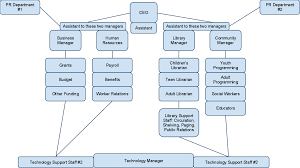 PR Department
#1
CEO
PR Department
#2
Assistant to these two managers
Assistant
Assistant to these two managers
Business
Manager
Human
Resources
Library
Manager
Community
Manager
Grants
Payroll
Children's
Librarian
Youth
Programming
Budget
Benefits
Teen Librarian
Adult
Programming
Other Funding
Worker Relations
Adult Librarian
Social Workers
Library Support
Staff: Circulation,
Shelving, Paging,
Public Relations
Educators
Technology Support Staff #2
Technology Manager
Technology Support Staff #2